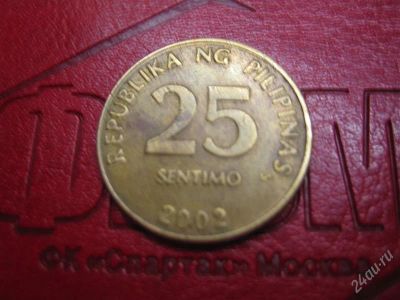 REPUBLIKA NG PILIPINAS
25
SENTIMO
2002
ФК «Спартак» Москва
24au.ru